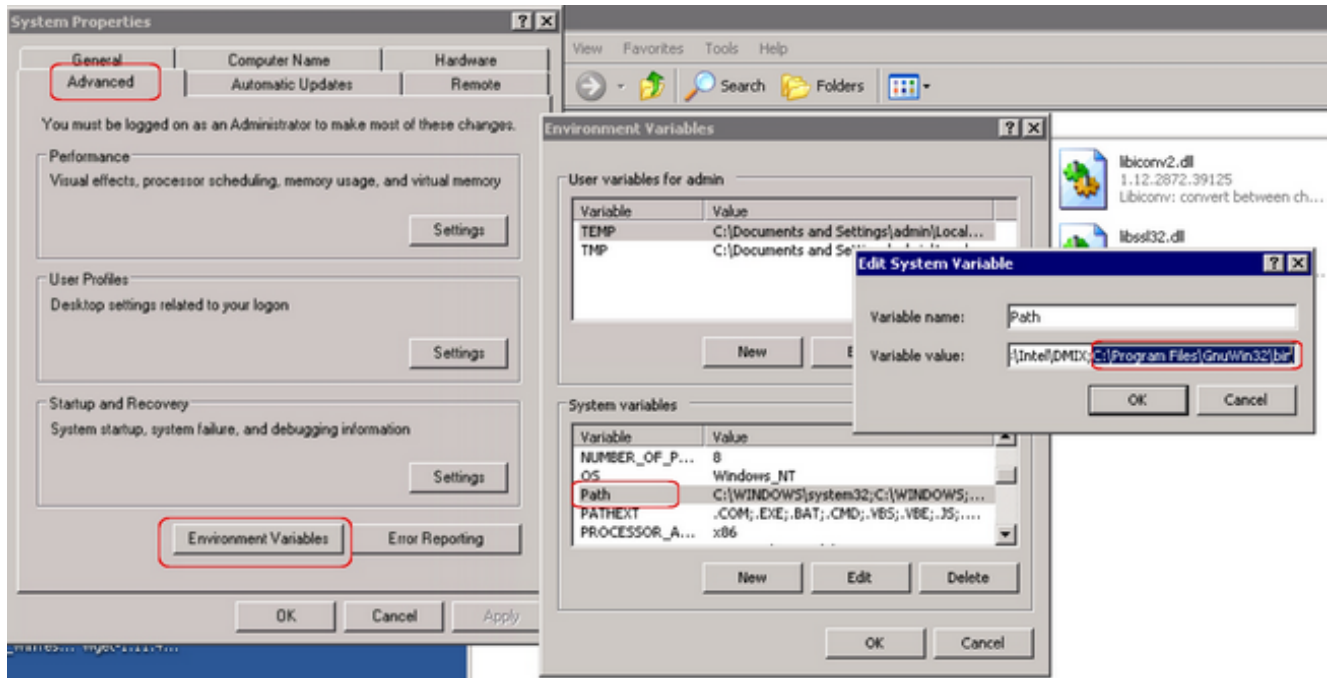 System Properties
General Computer Name Hardware
Advanced Automatic Updates Remote
You must be logged on as an Administrator to make most of these changes.
Performance
Visual effects, processor scheduling, memory usage, and virtual memory
Settings
User Profiles
Desktop settings related to your logon
Settings
Startup and Recovery
System startup, system failure, and debugging information
Settings
Environment Variables Error Reporting
OK Cancel Apply
wget-1.11.4...
View Favorites Tools Help
Search Folders
Environment Variables
User variables for admin
Variable Value
TEMP C:\Documents and Settings\admin\Local...
TMP C:\Documents and Se
New E
System variables
Variable Value
NUMBER_OF_P... 8
OS Windows_NT
Path C:\WINDOWS\system32;C:\WINDOWS;...
PATHEXT .COM;.EXE;.BAT;.CMD;.VBS;.VBE;.JS;....
PROCESSOR_A... x86
New Edit Delete
OK Cancel
libiconv2.dll
1.12.2872.39125
Libiconv: convert between ch...
libssl32.dll
Edit System Variable
Variable name: Path
Variable value: :\Intel\DMIX;C:\Program Files\GnuWin32\bin
OK Cancel